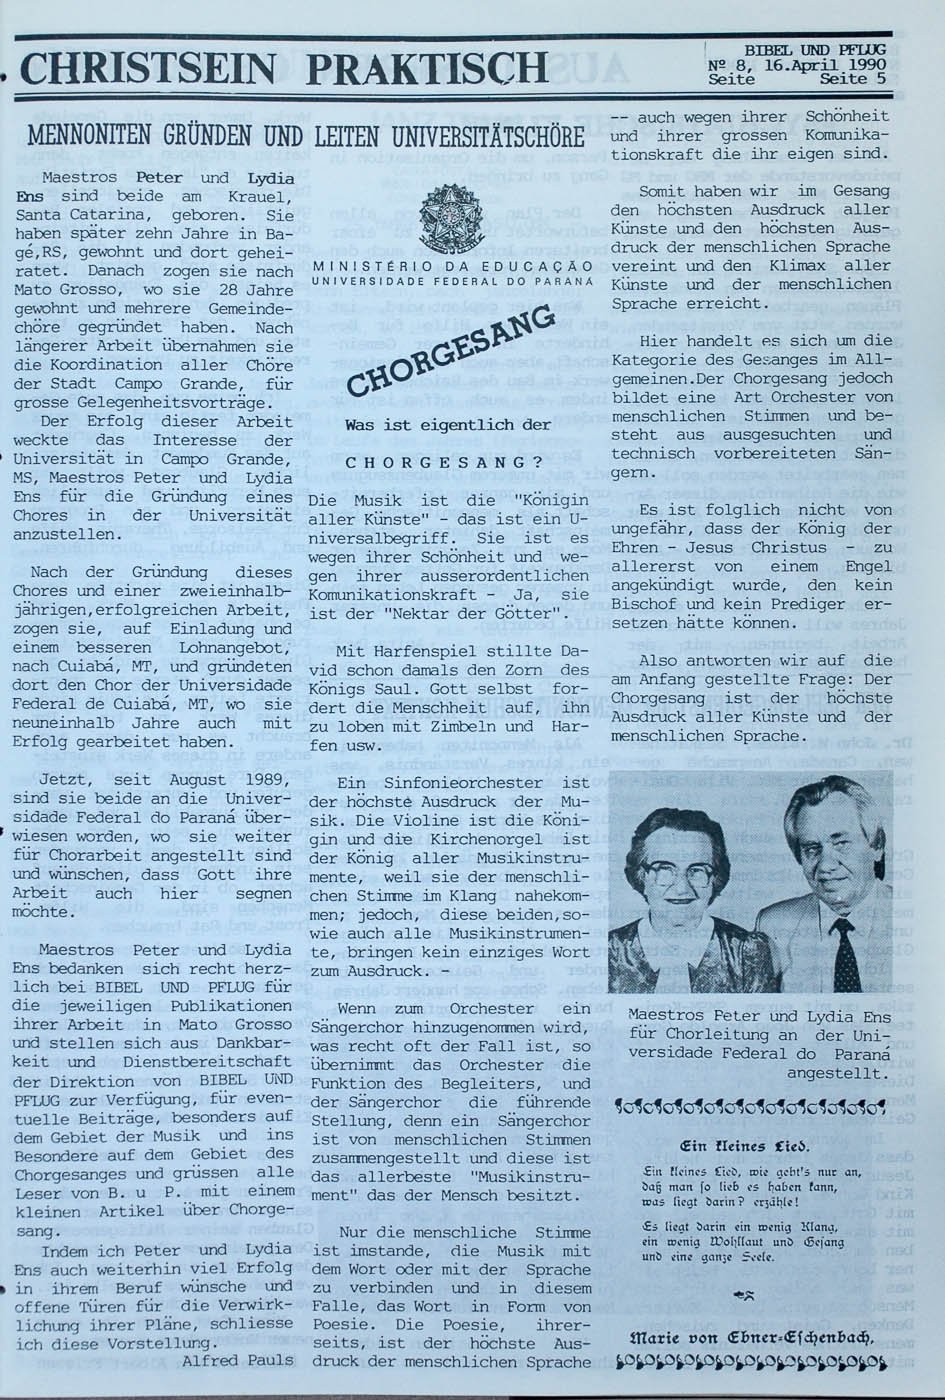 CHRISTSEIN PRAKTISCH
BIBEL UND PFLUG
Nº 8, 16.April 1990
Seite Seite 5
MENNONITEN GRÜNDEN UND LEITEN UNIVERSITÄTSCHÖRE
Maestros Peter und Lydia
Ens sind beide am Krauel,
Santa Catarina, geboren. Sie
haben später zehn Jahre in Ba-
gé,RS, gewohnt und dort gehei-
ratet. Danach zogen sie nach
Mato Grosso, wo sie 28 Jahre
gewohnt und mehrere Gemeinde-
chöre gegründet haben. Nach
längerer Arbeit übernahmen sie
die Koordination aller Chöre
der Stadt Campo Grande, für
grosse Gelegenheitsvorträge.
Der Erfolg dieser Arbeit
weckte das Interesse der
Universität in Campo Grande,
MS, Maestros Peter und Lydia
Ens für die Gründung eines
Chores in der Universität
anzustellen.
Nach der Gründung dieses
Chores und einer zweieinhalb-
jährigen,erfolgreichen Arbeit,
zogen sie, auf Einladung und
einem besseren Lohnangebot,
nach Cuiabá, MT, und gründeten
dort den Chor der Universidade
Federal de Cuiabá, MT, wo sie
neuneinhalb Jahre auch mit
Erfolg gearbeitet haben.
Jetzt, seit August 1989,
sind sie beide an die Univer-
sidade Federal do Paraná über-
wiesen worden, wo sie weiter
für Chorarbeit angestellt sind
und wünschen, dass Gott ihre
Arbeit auch hier segnen
möchte.
Maestros Peter und Lydia
Ens bedanken sich recht herz-
lich bei BIBEL UND PFLUG für
die jeweiligen Publikationen
ihrer Arbeit in Mato Grosso
und stellen sich aus Dankbar-
keit und Dienstbereitschaft
der Direktion von BIBEL UND
PFLUG zur Verfügung, für even-
tuelle Beiträge, besonders auf
dem Gebiet der Musik und ins
Besondere auf dem Gebiet des
Chorgesanges und grüssen alle
Leser von B. u P. mit einem
kleinen Artikel über Chorge-
sang.
Indem ich Peter und Lydia
Ens auch weiterhin viel Erfolg
in ihrem Beruf wünsche und
offene Türen für die Verwirk-
lichung ihrer Pläne, schliesse
ich diese Vorstellung.
Alfred Pauls
MINISTÉRIO DA EDUCAÇÃO
UNIVERSIDADE FEDERAL DO PARANÁ
CHORGESANG
Was ist eigentlich der
CHORGESANG?
Die Musik ist die "Königin
aller Künste" - das ist ein U-
niversalbegriff. Sie ist es
wegen ihrer Schönheit und we-
gen ihrer ausserordentlichen
Komunikationskraft - Ja, sie
ist der "Nektar der Götter".
Mit Harfenspiel stillte Da-
vid schon damals den Zorn des
Königs Saul. Gott selbst for-
dert die Menschheit auf, ihn
zu loben mit Zimbeln und Har-
fen usw.
Ein Sinfonieorchester ist
der höchste Ausdruck der Mu-
sik. Die Violine ist die Köni-
gin und die Kirchenorgel ist
der König aller Musikinstru-
mente, weil sie der menschli-
chen Stimme im Klang nahekom-
men; jedoch, diese beiden,so-
wie auch alle Musikinstrumen-
te, bringen kein einziges Wort
zum Ausdruck. -
Wenn zum Orchester ein
Sängerchor hinzugenommen wird,
was recht oft der Fall ist, so
übernimmt das Orchester die
Funktion des Begleiters, und
der Sängerchor die führende
Stellung, denn ein Sängerchor
ist von menschlichen Stimmen
zusammengestellt und diese ist
das allerbeste "Musikinstru-
ment" das der Mensch besitzt.
Nur die menschliche Stimme
ist imstande, die Musik mit
dem Wort oder mit der Sprache
zu verbinden und in diesem
Falle, das Wort in Form von
Poesie. Die Poesie, ihrer-
seits, ist der höchste Aus-
druck der menschlichen Sprache
-- auch wegen ihrer Schönheit
und ihrer grossen Komunika-
tionskraft die ihr eigen sind.
Somit haben wir im Gesang
den höchsten Ausdruck aller
Künste und den höchsten Aus-
druck der menschlichen Sprache
vereint und den Klimax aller
Künste und der menschlichen
Sprache erreicht.
Hier handelt es sich um die
Kategorie des Gesanges im All-
gemeinen.Der Chorgesang jedoch
bildet eine Art Orchester von
menschlichen Stimmen und be-
steht aus ausgesuchten und
technisch vorbereiteten Sän-
gern.
Es ist folglich nicht von
ungefähr, dass der König der
Ehren - Jesus Christus - zu
allererst von einem Engel
angekündigt wurde, den kein
Bischof und kein Prediger er-
setzen hätte können.
Also antworten wir auf die
am Anfang gestellte Frage: Der
Chorgesang ist der höchste
Ausdruck aller Künste und der
menschlichen Sprache.
Maestros Peter und Lydia Ens
für Chorleitung an der Uni-
versidade Federal do Paraná
angestellt.
Ein kleines Lied.
Ein kleines Lied, wie geht's nur an,
daß man so lieb es haben kann,
was liegt darin? erzähle!
Es liegt darin ein wenig Klang,
ein wenig Wohllaut und Gesang
und eine ganze Seele.
Marie von Ebner-Eschenbach.